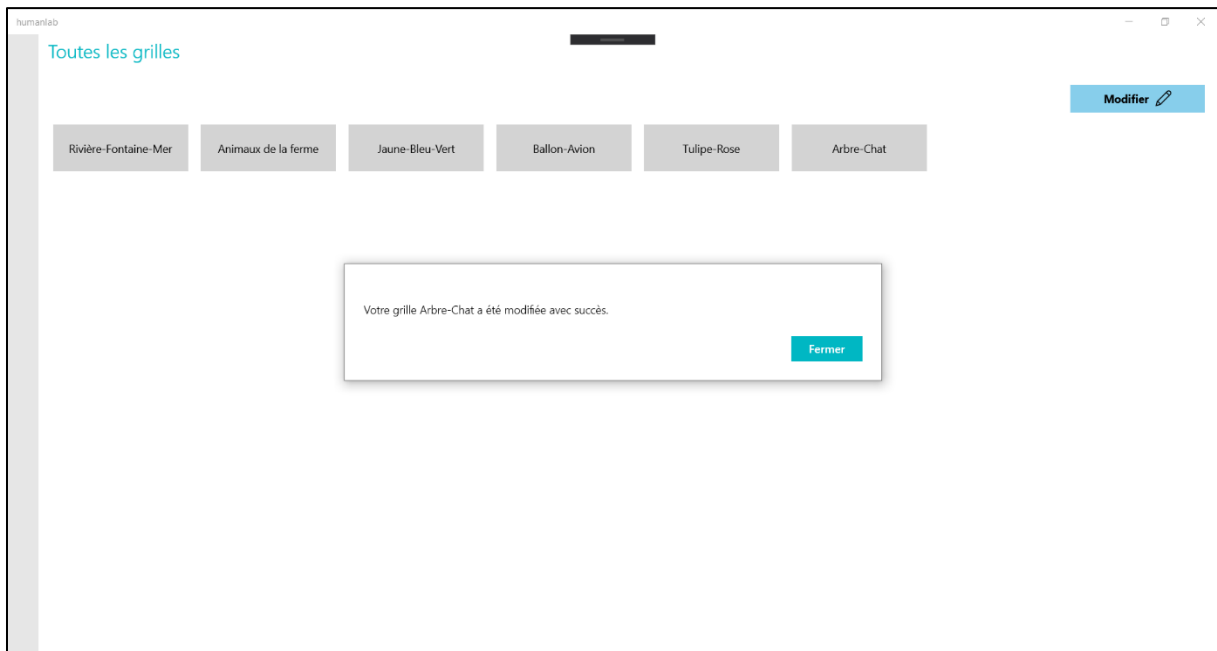 humanlab
Toutes les grilles
Modifier
Rivière-Fontaine-Mer Animaux de la ferme Jaune-Bleu-Vert Ballon-Avion Tulipe-Rose Arbre-Chat
Votre grille Arbre-Chat a été modifiée avec succès.
Fermer